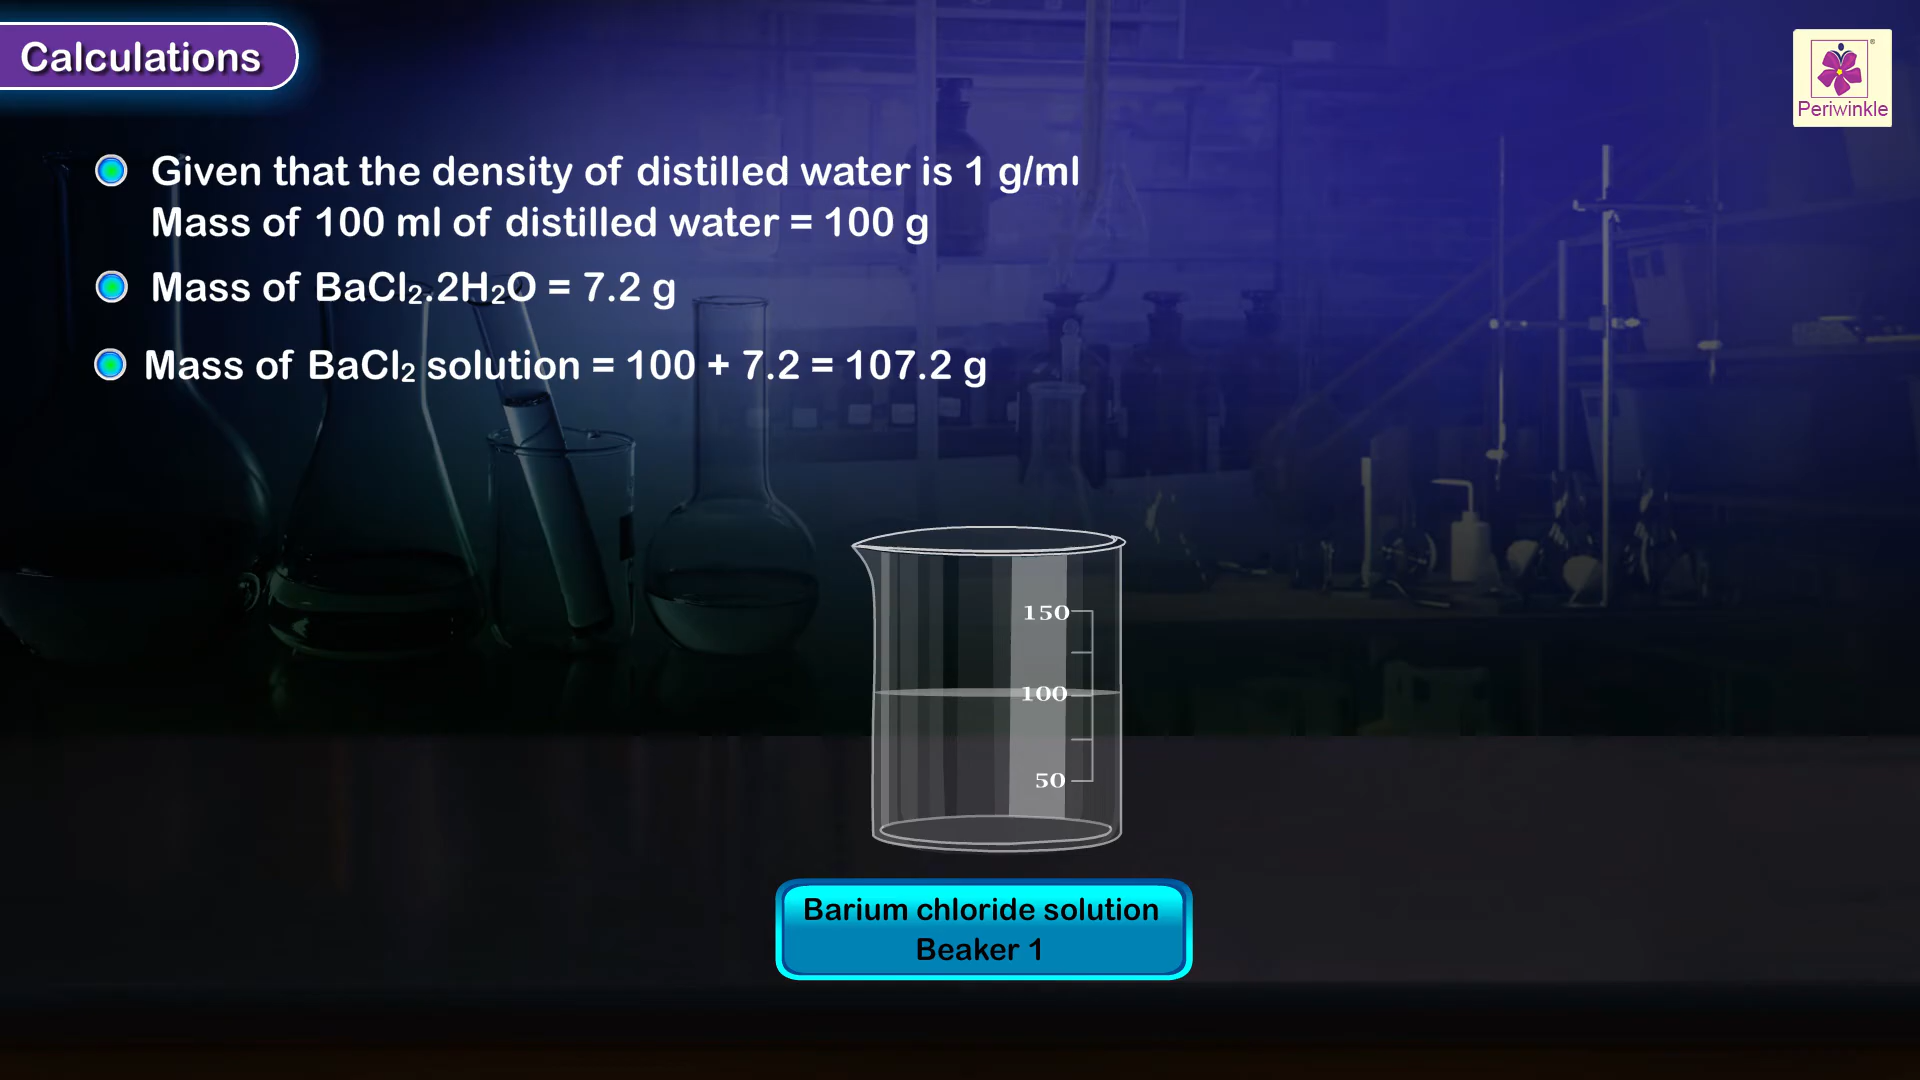 Calculations
Periwinkle
Given that the density of distilled water is 1 g/ml
Mass of 100 ml of distilled water = 100 g
Mass of BaCl₂.2H₂O = 7.2 g
Mass of BaCl₂ solution = 100 + 7.2 = 107.2 g
150
100
50
Barium chloride solution
Beaker 1